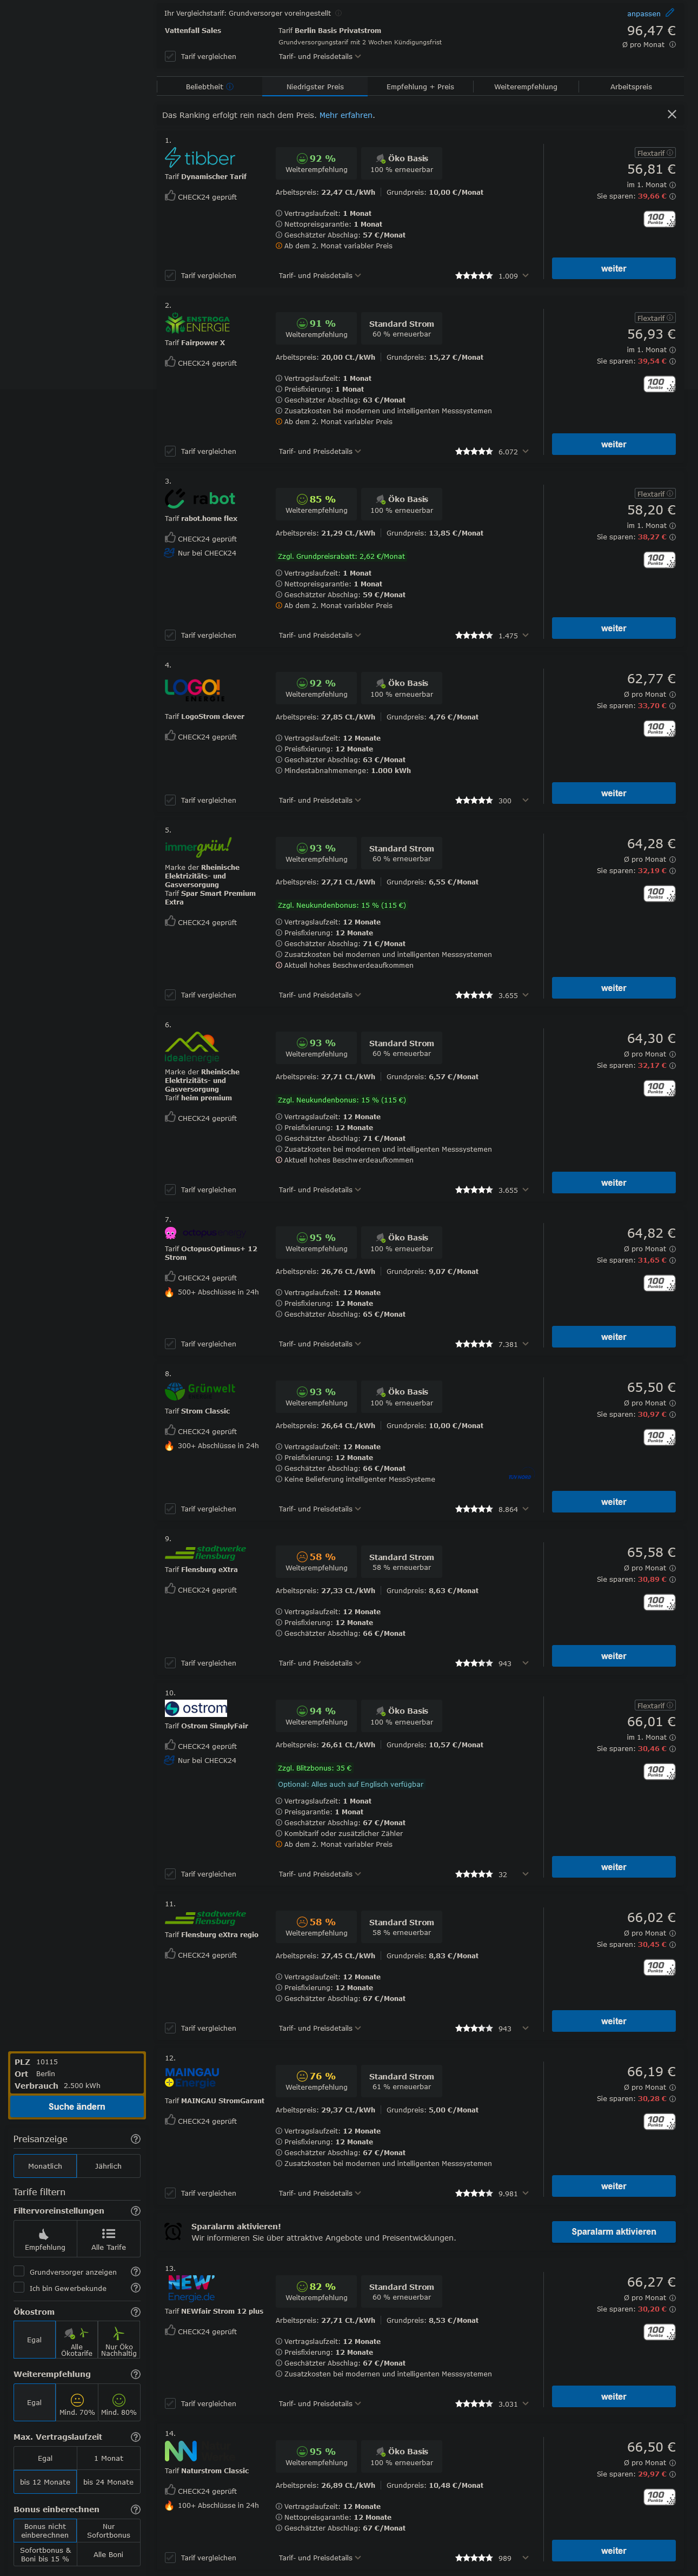 Ihr Vergleichstarif: Grundversorger voreingestellt
anpassen
Vattenfall Sales
Tarif Berlin Basis Privatstrom
96,47 €
Grundversorgungstarif mit 2 Wochen Kündigungsfrist
Ø pro Monat
Tarif vergleichen
Tarif- und Preisdetails
Beliebtheit
Niedrigster Preis
Empfehlung + Preis
Weiterempfehlung
Arbeitspreis
Das Ranking erfolgt rein nach dem Preis. Mehr erfahren.
1.
tibber
Tarif Dynamischer Tarif
CHECK24 geprüft
92 %
Weiterempfehlung
Öko Basis
100 % erneuerbar
Arbeitspreis: 22,47 Ct./kWh
Grundpreis: 10,00 €/Monat
Vertragslaufzeit: 1 Monat
Nettopreisgarantie: 1 Monat
Geschätzter Abschlag: 57 €/Monat
Ab dem 2. Monat variabler Preis
Flextarif
56,81 €
im 1. Monat
Sie sparen: 39,66 €
100 Punkte
Tarif vergleichen
Tarif- und Preisdetails
1.009
weiter
2.
ENSTROGA
ENERGIE
Tarif Fairpower X
CHECK24 geprüft
91 %
Weiterempfehlung
Standard Strom
60 % erneuerbar
Arbeitspreis: 20,00 Ct./kWh
Grundpreis: 15,27 €/Monat
Vertragslaufzeit: 1 Monat
Preisfixierung: 1 Monat
Geschätzter Abschlag: 63 €/Monat
Zusatzkosten bei modernen und intelligenten Messsystemen
Ab dem 2. Monat variabler Preis
Flextarif
56,93 €
im 1. Monat
Sie sparen: 39,54 €
100 Punkte
Tarif vergleichen
Tarif- und Preisdetails
6.072
weiter
3.
rabot
Tarif rabot.home flex
CHECK24 geprüft
Nur bei CHECK24
85 %
Weiterempfehlung
Öko Basis
100 % erneuerbar
Arbeitspreis: 21,29 Ct./kWh
Grundpreis: 13,85 €/Monat
Zzgl. Grundpreisrabatt: 2,62 €/Monat
Vertragslaufzeit: 1 Monat
Nettopreisgarantie: 1 Monat
Geschätzter Abschlag: 59 €/Monat
Ab dem 2. Monat variabler Preis
Flextarif
58,20 €
im 1. Monat
Sie sparen: 38,27 €
100 Punkte
Tarif vergleichen
Tarif- und Preisdetails
1.475
weiter
4.
LOGO!
ENERGIE
Tarif LogoStrom clever
CHECK24 geprüft
92 %
Weiterempfehlung
Öko Basis
100 % erneuerbar
Arbeitspreis: 27,85 Ct./kWh
Grundpreis: 4,76 €/Monat
Vertragslaufzeit: 12 Monate
Preisfixierung: 12 Monate
Geschätzter Abschlag: 63 €/Monat
Mindestabnahmemenge: 1.000 kWh
62,77 €
Ø pro Monat
Sie sparen: 33,70 €
100 Punkte
Tarif vergleichen
Tarif- und Preisdetails
300
weiter
5.
immergrün!
Marke der Rheinische
Elektrizitäts- und
Gasversorgung
Tarif Spar Smart Premium
Extra
CHECK24 geprüft
93 %
Weiterempfehlung
Standard Strom
60 % erneuerbar
Arbeitspreis: 27,71 Ct./kWh
Grundpreis: 6,55 €/Monat
Zzgl. Neukundenbonus: 15 % (115 €)
Vertragslaufzeit: 12 Monate
Preisfixierung: 12 Monate
Geschätzter Abschlag: 71 €/Monat
Zusatzkosten bei modernen und intelligenten Messsystemen
Aktuell hohes Beschwerdeaufkommen
64,28 €
Ø pro Monat
Sie sparen: 32,19 €
100 Punkte
Tarif vergleichen
Tarif- und Preisdetails
3.655
weiter
6.
idealenergie
Marke der Rheinische
Elektrizitäts- und
Gasversorgung
Tarif heim premium
CHECK24 geprüft
93 %
Weiterempfehlung
Standard Strom
60 % erneuerbar
Arbeitspreis: 27,71 Ct./kWh
Grundpreis: 6,57 €/Monat
Zzgl. Neukundenbonus: 15 % (115 €)
Vertragslaufzeit: 12 Monate
Preisfixierung: 12 Monate
Geschätzter Abschlag: 71 €/Monat
Zusatzkosten bei modernen und intelligenten Messsystemen
Aktuell hohes Beschwerdeaufkommen
64,30 €
Ø pro Monat
Sie sparen: 32,17 €
100 Punkte
Tarif vergleichen
Tarif- und Preisdetails
3.655
weiter
7.
octopusenergy
Tarif OctopusOptimus+ 12
Strom
CHECK24 geprüft
500+ Abschlüsse in 24h
95 %
Weiterempfehlung
Öko Basis
100 % erneuerbar
Arbeitspreis: 26,76 Ct./kWh
Grundpreis: 9,07 €/Monat
Vertragslaufzeit: 12 Monate
Preisfixierung: 12 Monate
Geschätzter Abschlag: 65 €/Monat
64,82 €
Ø pro Monat
Sie sparen: 31,65 €
100 Punkte
Tarif vergleichen
Tarif- und Preisdetails
7.381
weiter
8.
Grünwelt
Tarif Strom Classic
CHECK24 geprüft
300+ Abschlüsse in 24h
93 %
Weiterempfehlung
Öko Basis
100 % erneuerbar
Arbeitspreis: 26,64 Ct./kWh
Grundpreis: 10,00 €/Monat
Vertragslaufzeit: 12 Monate
Preisfixierung: 12 Monate
Geschätzter Abschlag: 66 €/Monat
Keine Belieferung intelligenter MessSysteme
65,50 €
Ø pro Monat
Sie sparen: 30,97 €
100 Punkte
Tarif vergleichen
Tarif- und Preisdetails
8.864
weiter
9.
stadtwerke
flensburg
Tarif Flensburg eXtra
CHECK24 geprüft
58 %
Weiterempfehlung
Standard Strom
58 % erneuerbar
Arbeitspreis: 27,33 Ct./kWh
Grundpreis: 8,63 €/Monat
Vertragslaufzeit: 12 Monate
Preisfixierung: 12 Monate
Geschätzter Abschlag: 66 €/Monat
65,58 €
Ø pro Monat
Sie sparen: 30,89 €
100 Punkte
Tarif vergleichen
Tarif- und Preisdetails
943
weiter
10.
ostrom
Tarif Ostrom SimplyFair
CHECK24 geprüft
Nur bei CHECK24
94 %
Weiterempfehlung
Öko Basis
100 % erneuerbar
Arbeitspreis: 26,61 Ct./kWh
Grundpreis: 10,57 €/Monat
Zzgl. Blitzbonus: 35 €
Optional: Alles auch auf Englisch verfügbar
Vertragslaufzeit: 1 Monat
Preisgarantie: 1 Monat
Geschätzter Abschlag: 67 €/Monat
Kombitarif oder zusätzlicher Zähler
Ab dem 2. Monat variabler Preis
Flextarif
66,01 €
im 1. Monat
Sie sparen: 30,46 €
100 Punkte
Tarif vergleichen
Tarif- und Preisdetails
32
weiter
11.
stadtwerke
flensburg
Tarif Flensburg eXtra regio
CHECK24 geprüft
58 %
Weiterempfehlung
Standard Strom
58 % erneuerbar
Arbeitspreis: 27,45 Ct./kWh
Grundpreis: 8,83 €/Monat
Vertragslaufzeit: 12 Monate
Preisfixierung: 12 Monate
Geschätzter Abschlag: 67 €/Monat
66,02 €
Ø pro Monat
Sie sparen: 30,45 €
100 Punkte
Tarif vergleichen
Tarif- und Preisdetails
943
weiter
12.
MAINGAU
Energie
Tarif MAINGAU StromGarant
CHECK24 geprüft
76 %
Weiterempfehlung
Standard Strom
61 % erneuerbar
Arbeitspreis: 29,37 Ct./kWh
Grundpreis: 5,00 €/Monat
Vertragslaufzeit: 12 Monate
Preisfixierung: 12 Monate
Geschätzter Abschlag: 67 €/Monat
Zusatzkosten bei modernen und intelligenten Messsystemen
66,19 €
Ø pro Monat
Sie sparen: 30,28 €
100 Punkte
Tarif vergleichen
Tarif- und Preisdetails
9.981
weiter
Sparalarm aktivieren!
Wir informieren Sie über attraktive Angebote und Preisentwicklungen.
Sparalarm aktivieren
13.
NEW
Energie.de
Tarif NEWfair Strom 12 plus
CHECK24 geprüft
82 %
Weiterempfehlung
Standard Strom
60 % erneuerbar
Arbeitspreis: 27,71 Ct./kWh
Grundpreis: 8,53 €/Monat
Vertragslaufzeit: 12 Monate
Preisfixierung: 12 Monate
Geschätzter Abschlag: 67 €/Monat
Zusatzkosten bei modernen und intelligenten Messsystemen
66,27 €
Ø pro Monat
Sie sparen: 30,20 €
100 Punkte
Tarif vergleichen
Tarif- und Preisdetails
3.031
weiter
14.
Tarif Naturstrom Classic
CHECK24 geprüft
100+ Abschlüsse in 24h
95 %
Weiterempfehlung
Öko Basis
100 % erneuerbar
Arbeitspreis: 26,89 Ct./kWh
Grundpreis: 10,48 €/Monat
Vertragslaufzeit: 12 Monate
Nettopreisgarantie: 12 Monate
Geschätzter Abschlag: 67 €/Monat
66,50 €
Ø pro Monat
Sie sparen: 29,97 €
100 Punkte
Tarif vergleichen
Tarif- und Preisdetails
989
weiter
PLZ 10115
Ort Berlin
Verbrauch 2.500 kWh
Suche ändern
Preisanzeige
Monatlich
Jährlich
Tarife filtern
Filtervoreinstellungen
Empfehlung
Alle Tarife
Grundversorger anzeigen
Ich bin Gewerbekunde
Ökostrom
Egal
Alle
Ökotarife
Nur Öko
Nachhaltig
Weiterempfehlung
Egal
Mind. 70%
Mind. 80%
Max. Vertragslaufzeit
Egal
1 Monat
bis 12 Monate
bis 24 Monate
Bonus einberechnen
Bonus nicht
einberechnen
Nur
Sofortbonus
Sofortbonus &
Boni bis 15 %
Alle Boni